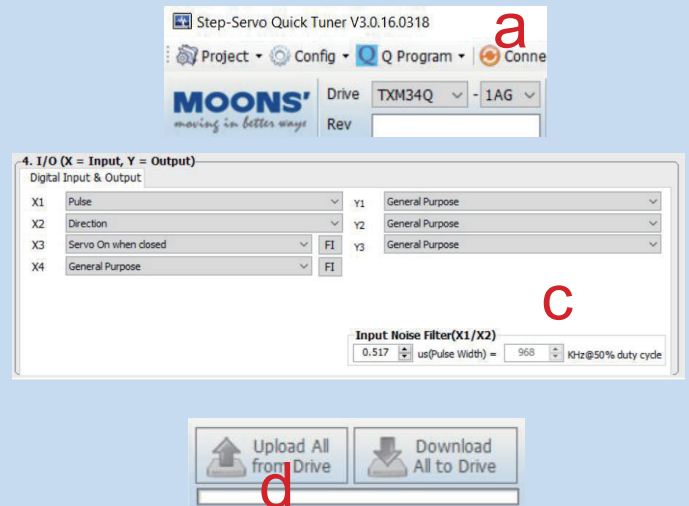 Step-Servo Quick Tuner V3.0.16.0318
a
Project Config Q Q Program Conne
MOONS' Drive TXM34Q - 1AG
moving in better ways Rev
4. I/O (X = Input, Y = Output)
Digital Input & Output
X1 Pulse Y1 General Purpose
X2 Direction Y2 General Purpose
X3 Servo On when closed FI Y3 General Purpose
X4 General Purpose FI
c
Input Noise Filter(X1/X2)
0.517 us(Pulse Width) = 968 KHz@50% duty cycle
Upload All Download
from Drive All to Drive
d